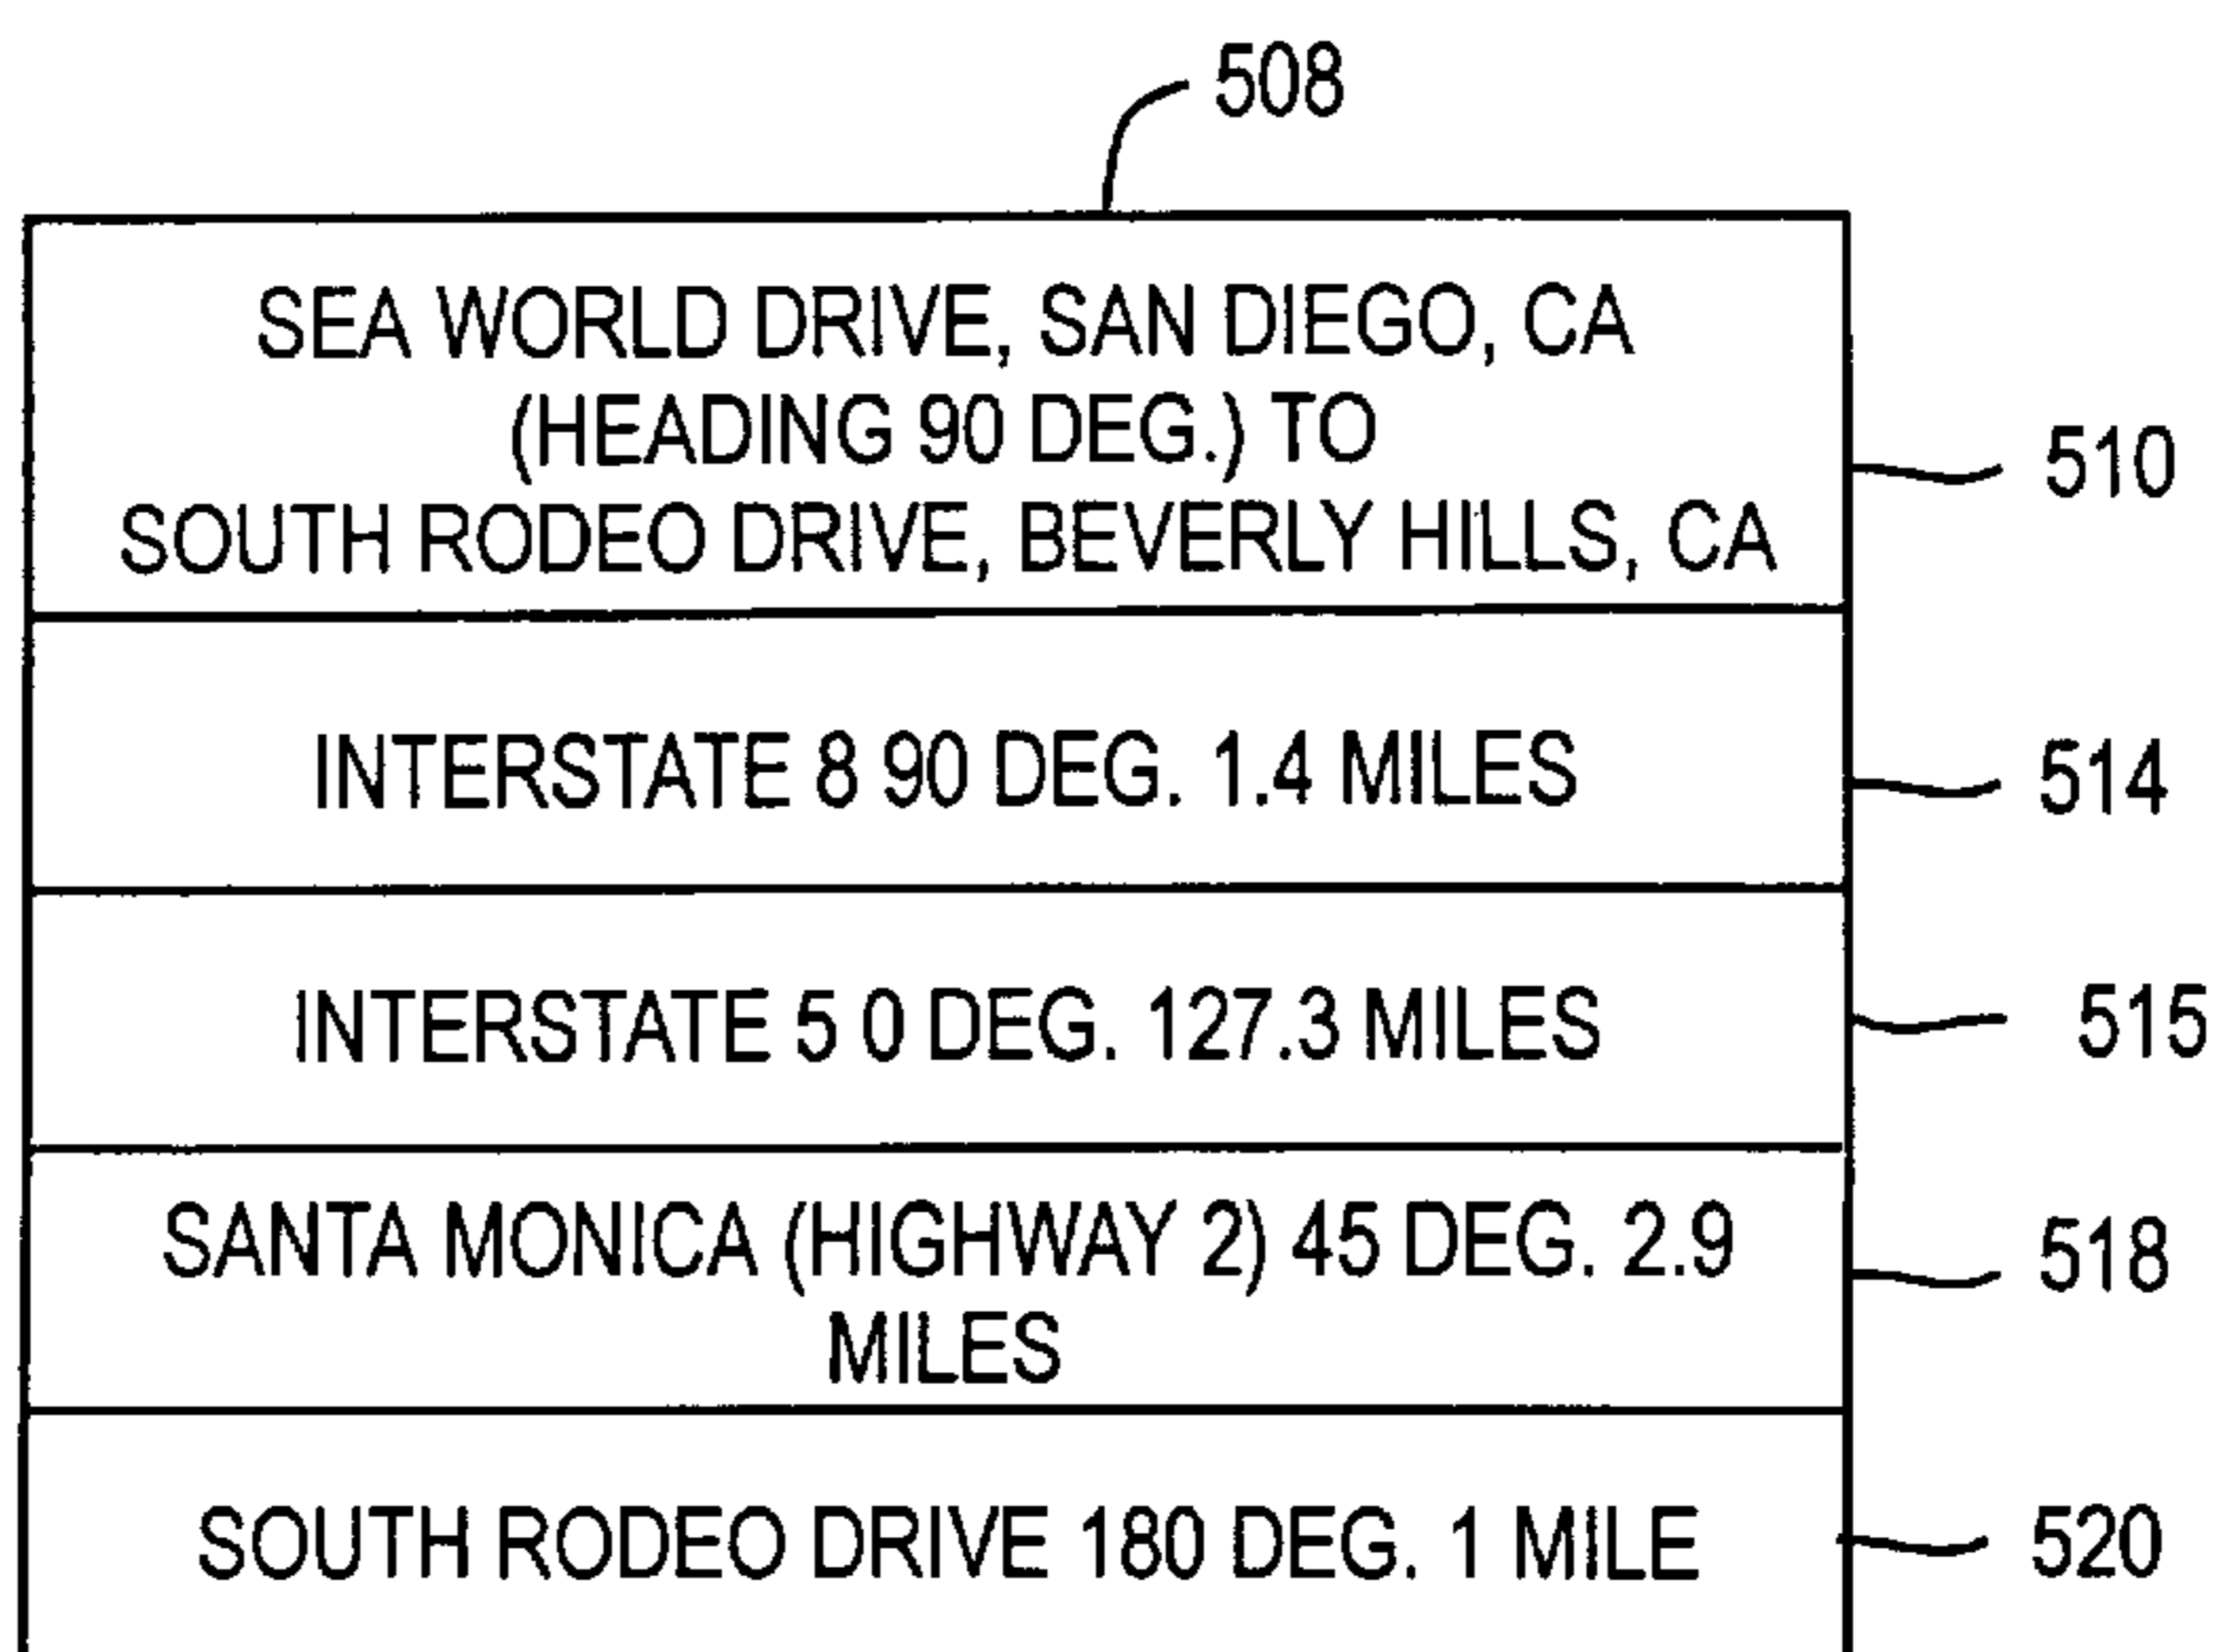 508
SEA WORLD DRIVE, SAN DIEGO, CA
(HEADING 90 DEG.) TO
SOUTH RODEO DRIVE, BEVERLY HILLS, CA
510
INTERSTATE 8 90 DEG. 1.4 MILES
514
INTERSTATE 5 0 DEG. 127.3 MILES
515
SANTA MONICA (HIGHWAY 2) 45 DEG. 2.9
MILES
518
SOUTH RODEO DRIVE 180 DEG. 1 MILE
520